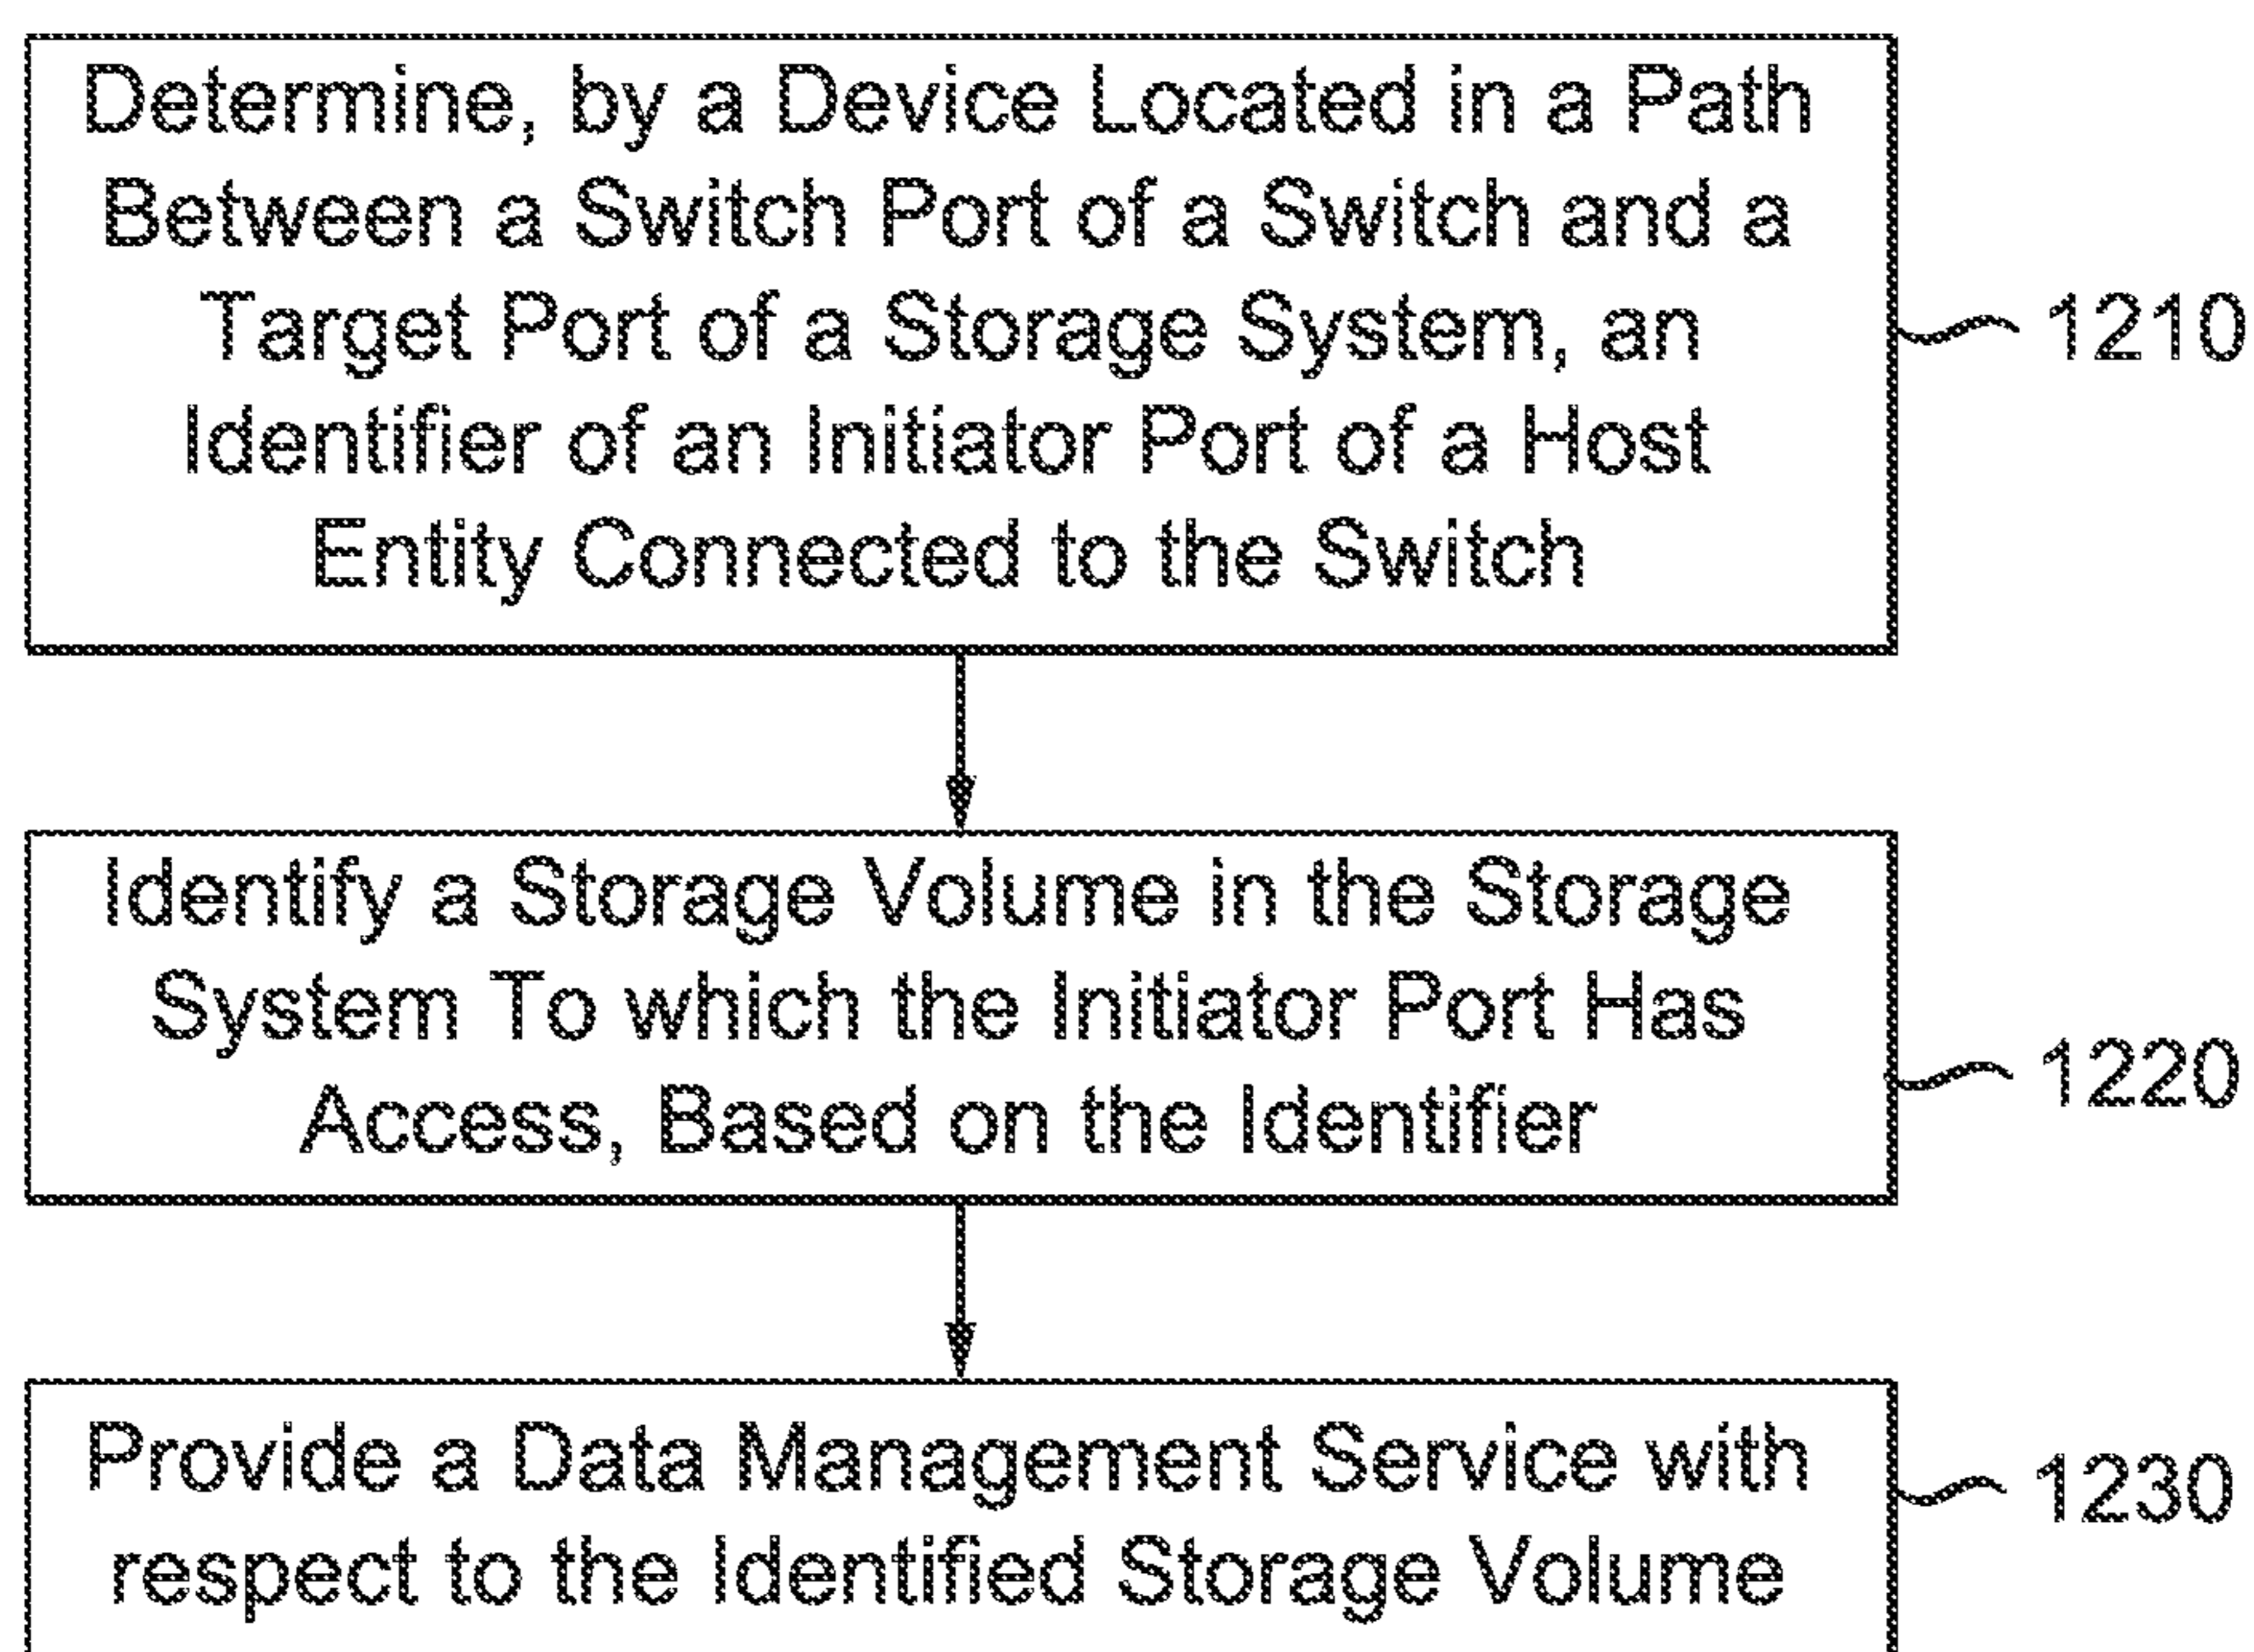 Determine, by a Device Located in a Path
Between a Switch Port of a Switch and a
Target Port of a Storage System, an
Identifier of an Initiator Port of a Host
Entity Connected to the Switch
1210
Identify a Storage Volume in the Storage
System To which the Initiator Port Has
Access, Based on the Identifier
1220
Provide a Data Management Service with
respect to the Identified Storage Volume
1230